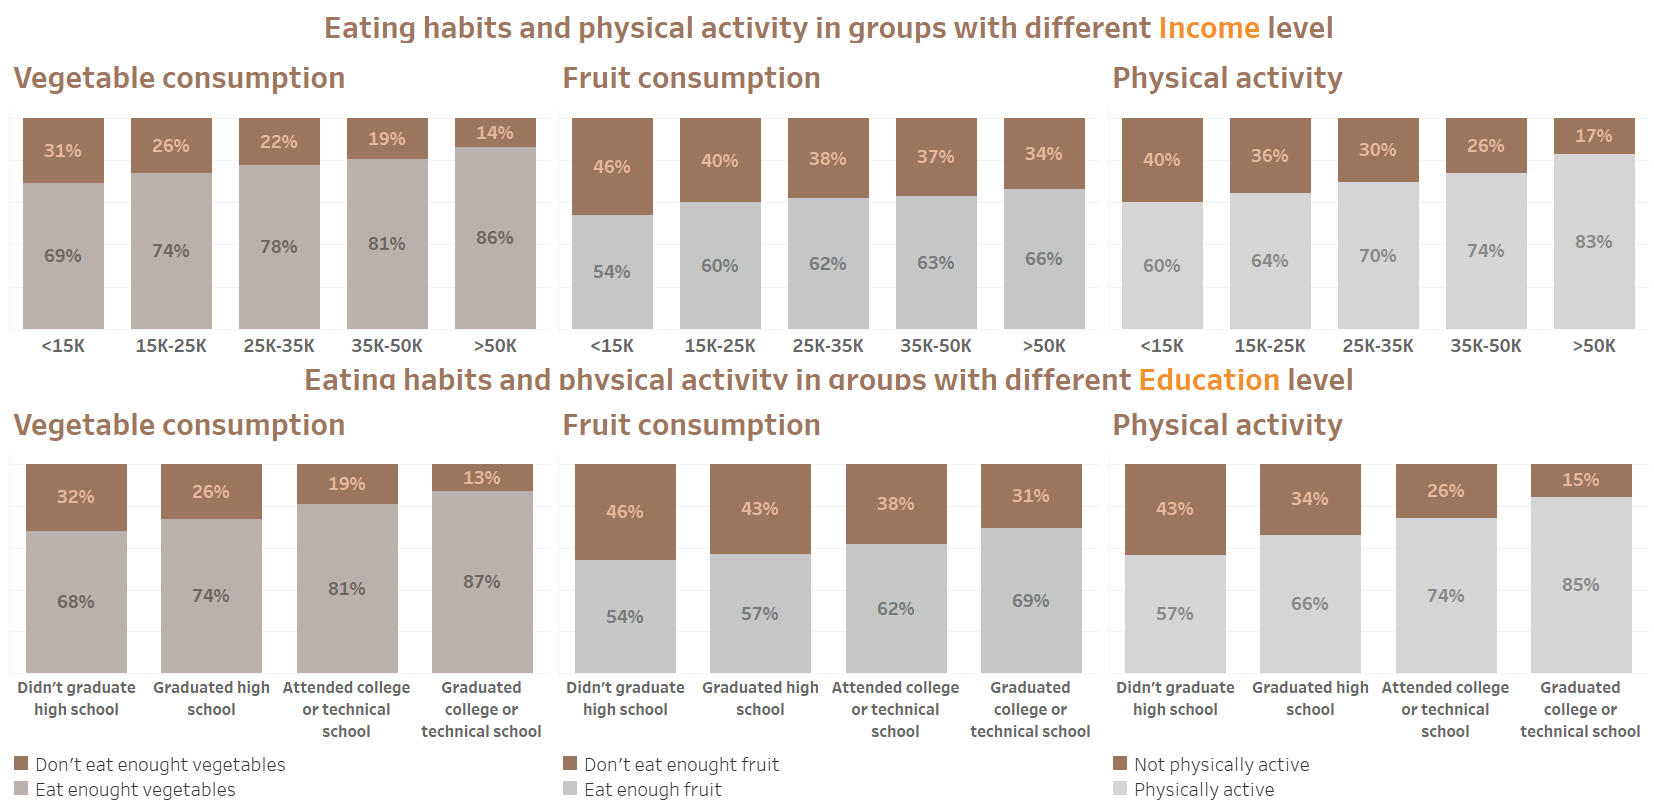 Eating habits and physical activity in groups with different Income level
Vegetable consumption
31%
26%
22%
19%
14%
69%
74%
78%
81%
86%
<15K
15K-25K
25K-35K
35K-50K
>50K
Fruit consumption
46%
40%
38%
37%
34%
54%
60%
62%
63%
66%
<15K
15K-25K
25K-35K
35K-50K
>50K
Physical activity
40%
36%
30%
26%
17%
60%
64%
70%
74%
83%
<15K
15K-25K
25K-35K
35K-50K
>50K
Eating habits and physical activity in groups with different Education level
Vegetable consumption
32%
26%
19%
13%
68%
74%
81%
87%
Didn't graduate
high school
Graduated high
school
Attended college
or technical
school
Graduated
college or
technical school
Don't eat enought vegetables
Eat enought vegetables
Fruit consumption
46%
43%
38%
31%
54%
57%
62%
69%
Didn't graduate
high school
Graduated high
school
Attended college
or technical
school
Graduated
college or
technical school
Don't eat enought fruit
Eat enough fruit
Physical activity
43%
34%
26%
15%
57%
66%
74%
85%
Didn't graduate
high school
Graduated high
school
Attended college
or technical
school
Graduated
college or
technical school
Not physically active
Physically active